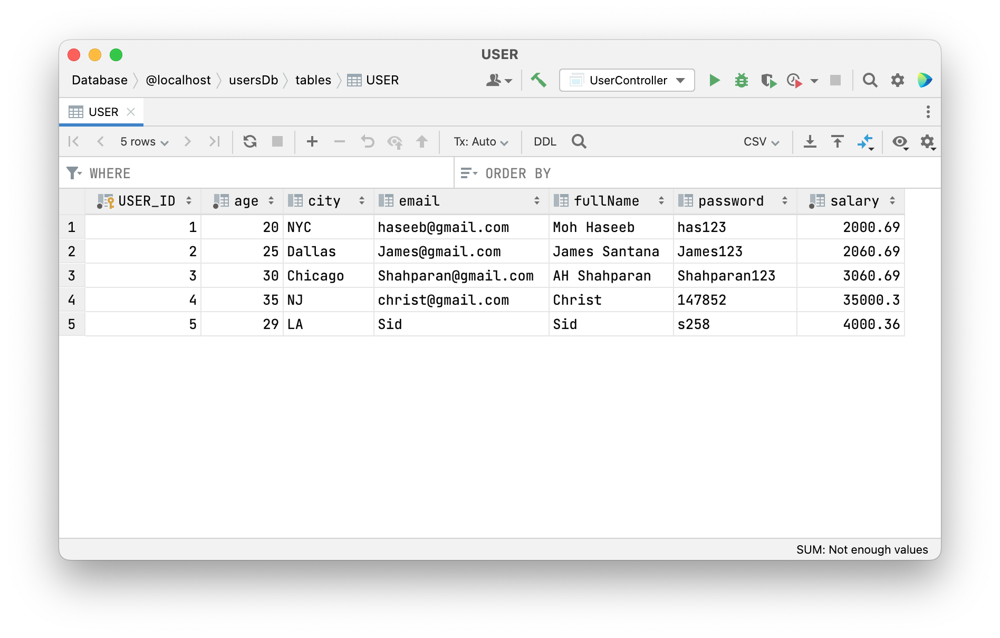 USER
Database @localhost usersDb tables USER UserController
USER
5 rows Tx: Auto DDL CSV
WHERE ORDER BY
USER_ID age city email fullName password salary
1 1 20 NYC haseeb@gmail.com Moh Haseeb has123 2000.69
2 2 25 Dallas James@gmail.com James Santana James123 2060.69
3 3 30 Chicago Shahparan@gmail.com AH Shahparan Shahparan123 3060.69
4 4 35 NJ christ@gmail.com Christ 147852 35000.3
5 5 29 LA Sid Sid s258 4000.36
SUM: Not enough values